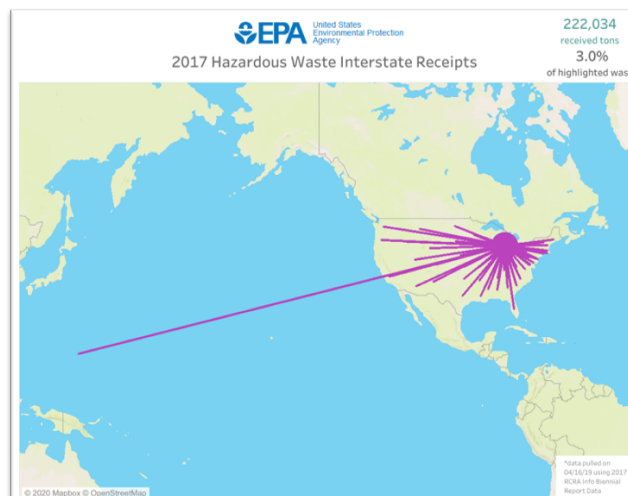 EPA
United States
Environmental Protection
Agency
222,034
received tons
3.0%
of highlighted was
2017 Hazardous Waste Interstate Receipts
*data pulled on
04/16/19 using 2017
RCRA Info Biennial
Report Data
© 2020 Mapbox © OpenStreetMap